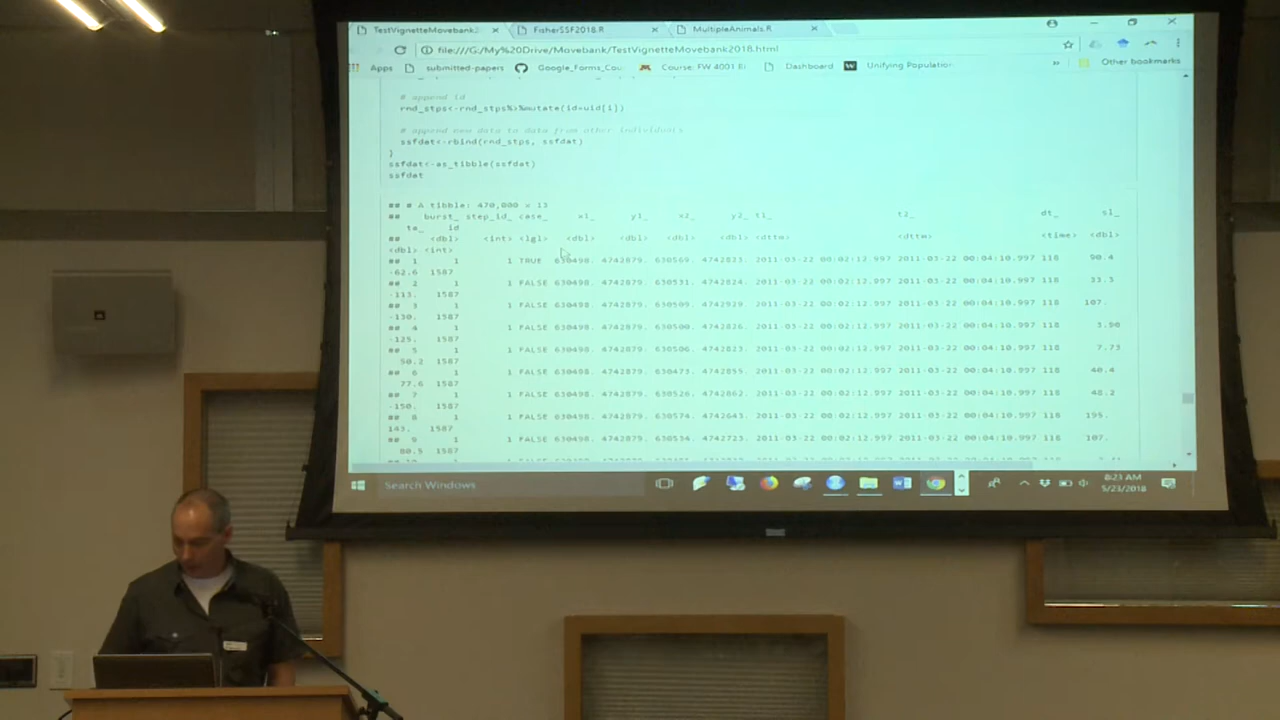 TestVignetteMovebank FisherSSF2018.R MultipleAnimals.R
file:///G:/My%20Drive/Movebank/TestVignetteMovebank2018.html
Apps submitted-papers Google_Forms_Cou Course: FW 4001 Bi Dashboard Unifying Population » Other bookmarks
# append id
rnd_stps<-rnd_stps%>%mutate(id=uid[i])
# append new data to data from other individuals
ssfdat<-rbind(rnd_stps, ssfdat)
}
ssfdat<-as_tibble(ssfdat)
ssfdat
## # A tibble: 470,000 x 13
## burst_ step_id_ case_ x1_ y1_ x2_ y2_ t1_ t2_ dt_ sl_
ta_ id
## <dbl> <int> <lgl> <dbl> <dbl> <dbl> <dbl> <dttm> <dttm> <time> <dbl>
<dbl> <int>
## 1 1 1 TRUE 630498. 4742879. 630569. 4742823. 2011-03-22 00:02:12.997 2011-03-22 00:04:10.997 118 90.4
-62.6 1587
## 2 1 1 FALSE 630498. 4742879. 630531. 4742824. 2011-03-22 00:02:12.997 2011-03-22 00:04:10.997 118 33.3
-113. 1587
## 3 1 1 FALSE 630498. 4742879. 630509. 4742929. 2011-03-22 00:02:12.997 2011-03-22 00:04:10.997 118 107.
-130. 1587
## 4 1 1 FALSE 630498. 4742879. 630500. 4742826. 2011-03-22 00:02:12.997 2011-03-22 00:04:10.997 118 3.90
-125. 1587
## 5 1 1 FALSE 630498. 4742879. 630506. 4742823. 2011-03-22 00:02:12.997 2011-03-22 00:04:10.997 118 7.73
50.2 1587
## 6 1 1 FALSE 630498. 4742879. 630473. 4742855. 2011-03-22 00:02:12.997 2011-03-22 00:04:10.997 118 40.4
77.6 1587
## 7 1 1 FALSE 630498. 4742879. 630526. 4742862. 2011-03-22 00:02:12.997 2011-03-22 00:04:10.997 118 48.2
-150. 1587
## 8 1 1 FALSE 630498. 4742879. 630574. 4742643. 2011-03-22 00:02:12.997 2011-03-22 00:04:10.997 118 195.
143. 1587
## 9 1 1 FALSE 630498. 4742879. 630534. 4742723. 2011-03-22 00:02:12.997 2011-03-22 00:04:10.997 118 107.
80.5 1587
Search Windows
8:23 AM
5/23/2018